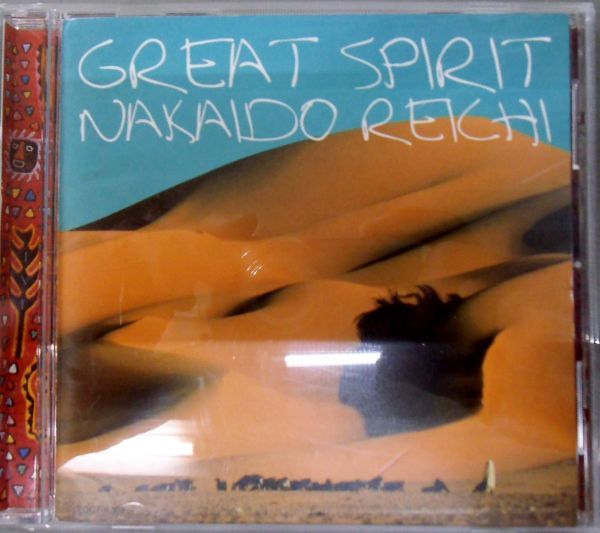 GREAT SPIRIT
NAKAIDO REICHI